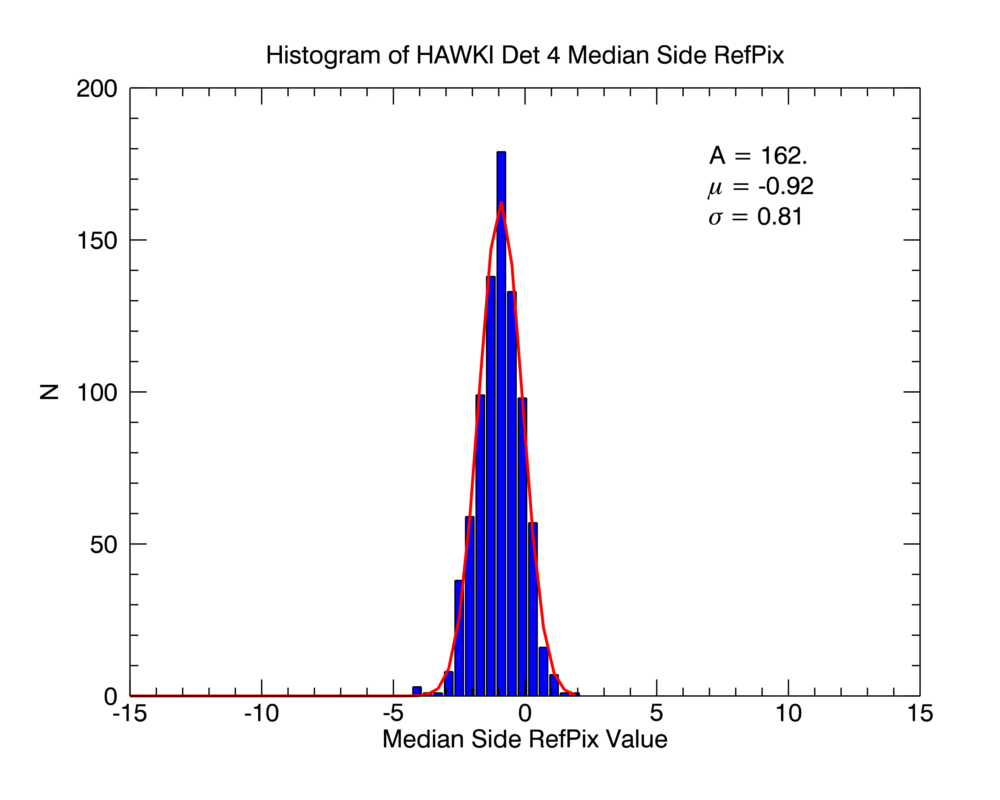 Histogram of HAWKI Det 4 Median Side RefPix
200
150
100
50
0
N
A = 162.
μ = -0.92
σ = 0.81
-15 -10 -5 0 5 10 15
Median Side RefPix Value